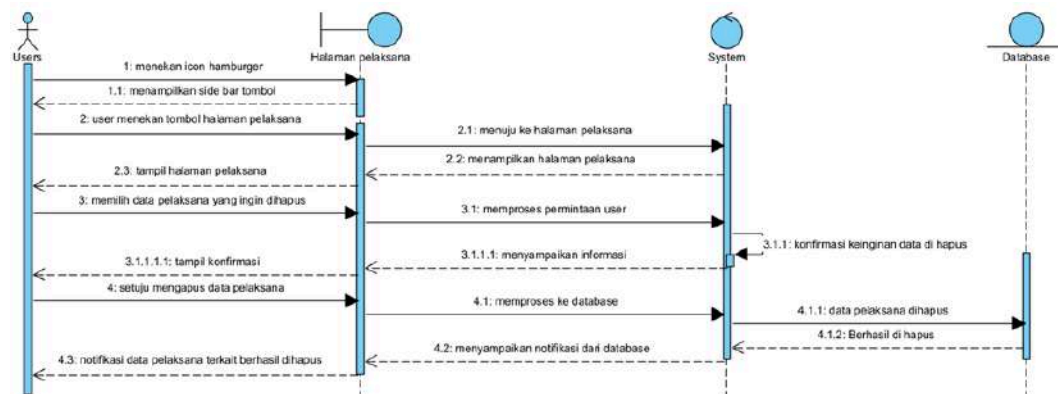 Users
Halaman pelaksana
System
Database
1: menekan icon hamburger
1.1: menampilkan side bar tombol
2: user menekan tombol halaman pelaksana
2.1: menuju ke halaman pelaksana
2.2: menampilkan halaman pelaksana
2.3: tampil halaman pelaksana
3: memilih data pelaksana yang ingin dihapus
3.1: memproses permintaan user
3.1.1: konfirmasi keinginan data di hapus
3.1.1.1: menyampaikan informasi
3.1.1.1.1: tampil konfirmasi
4: setuju mengapus data pelaksana
4.1: memproses ke database
4.1.1: data pelaksana dihapus
4.1.2: Berhasil di hapus
4.2: menyampaikan notifikasi dari database
4.3: notifikasi data pelaksana terkait berhasil dihapus